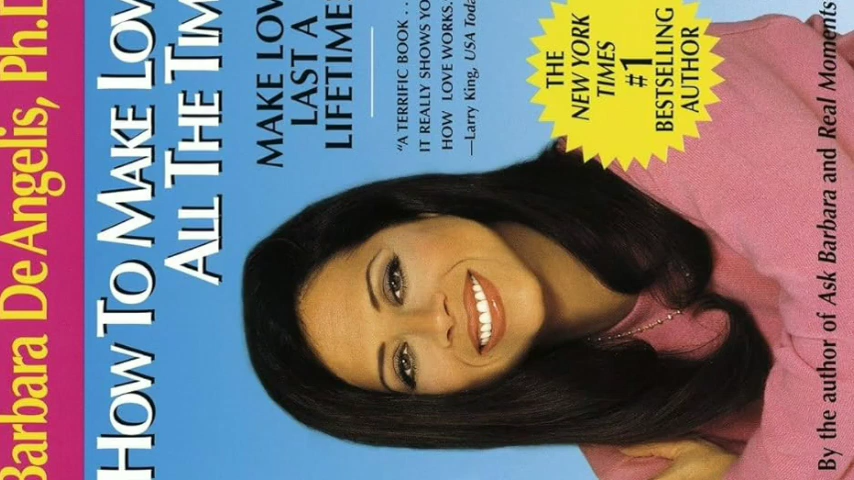 Barbara DeAngelis, Ph.D
HOW TO MAKE LOV
ALL THE TIM
MAKE LOV
LAST A
LIFETIME
"A TERRIFIC BOOK...
IT REALLY SHOWS YO
HOW LOVE WORKS.
—Larry King, USA Toda
THE
NEW YORK
TIMES
#1
BESTSELLING
AUTHOR
By the author of Ask Barbara and Real Moments